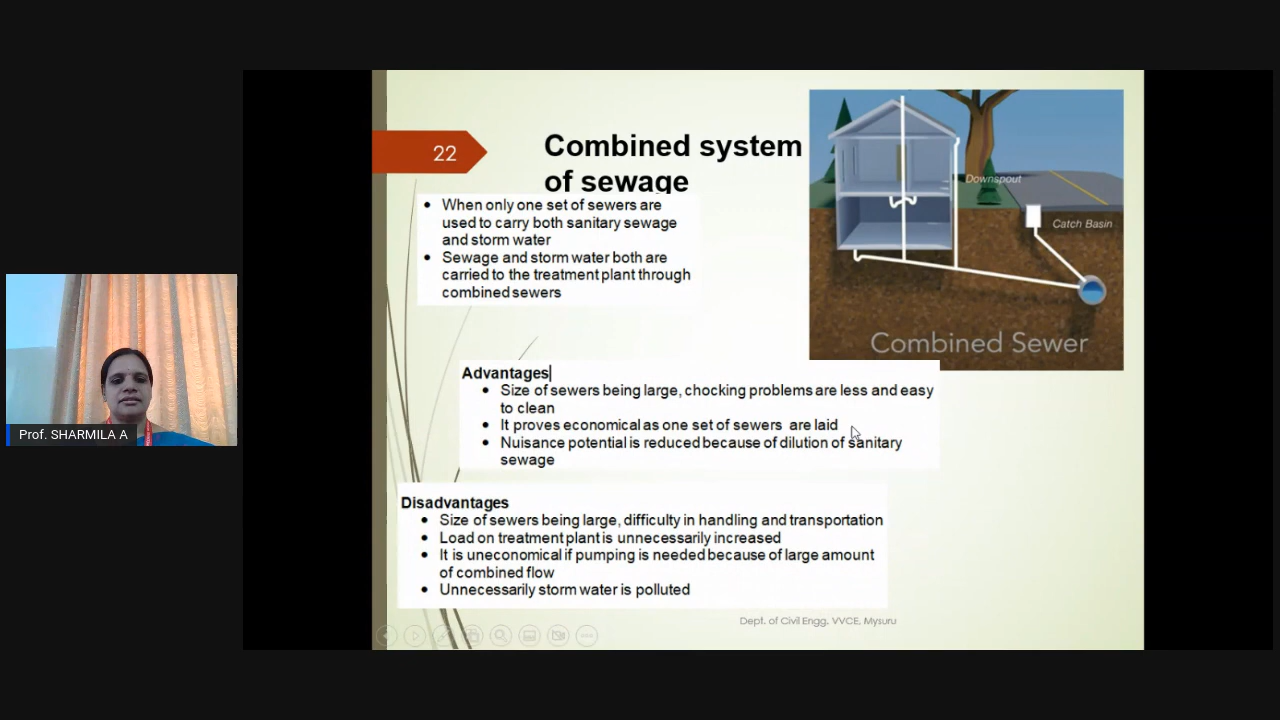 22
Combined system
of sewage
• When only one set of sewers are
used to carry both sanitary sewage
and storm water
• Sewage and storm water both are
carried to the treatment plant through
combined sewers
Downspout
Catch Basin
Combined Sewer
Advantages
• Size of sewers being large, chocking problems are less and easy
to clean
• It proves economical as one set of sewers are laid
• Nuisance potential is reduced because of dilution of sanitary
sewage
Disadvantages
• Size of sewers being large, difficulty in handling and transportation
• Load on treatment plant is unnecessarily increased
• It is uneconomical if pumping is needed because of large amount
of combined flow
• Unnecessarily storm water is polluted
Dept. of Civil Engg. VVCE, Mysuru
Prof. SHARMILA A